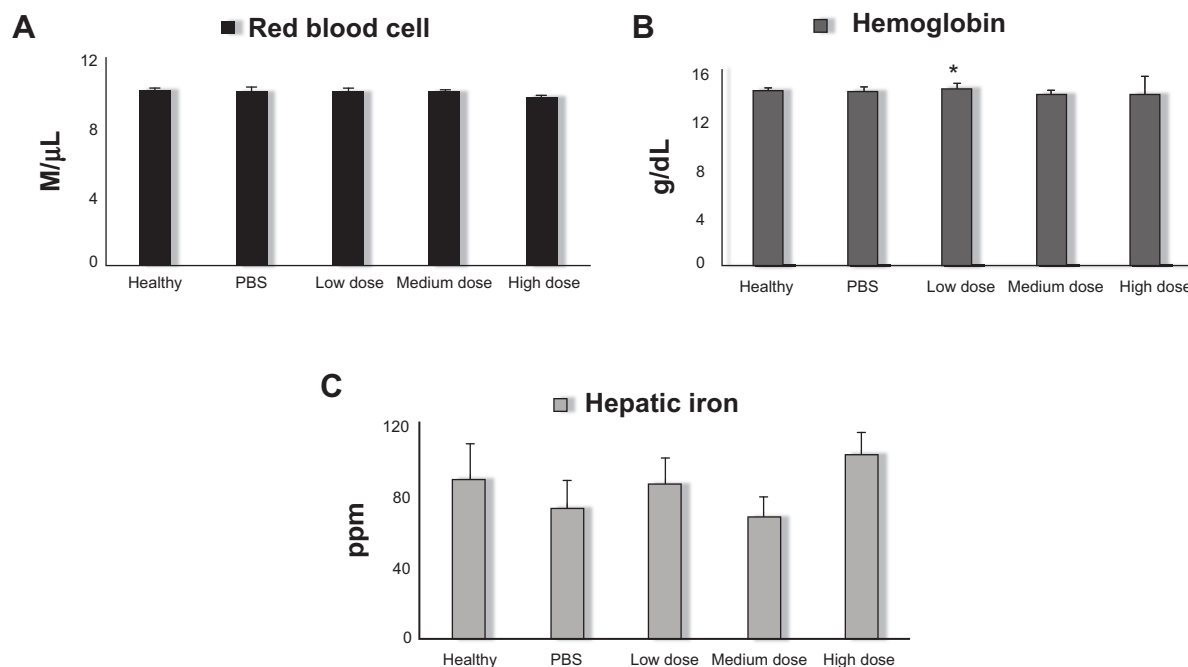 A
Red blood cell
M/μL
12
8
4
0
Healthy PBS Low dose Medium dose High dose
B
Hemoglobin
g/dL
*
16
12
8
4
0
Healthy PBS Low dose Medium dose High dose
C
Hepatic iron
ppm
120
80
40
0
Healthy PBS Low dose Medium dose High dose